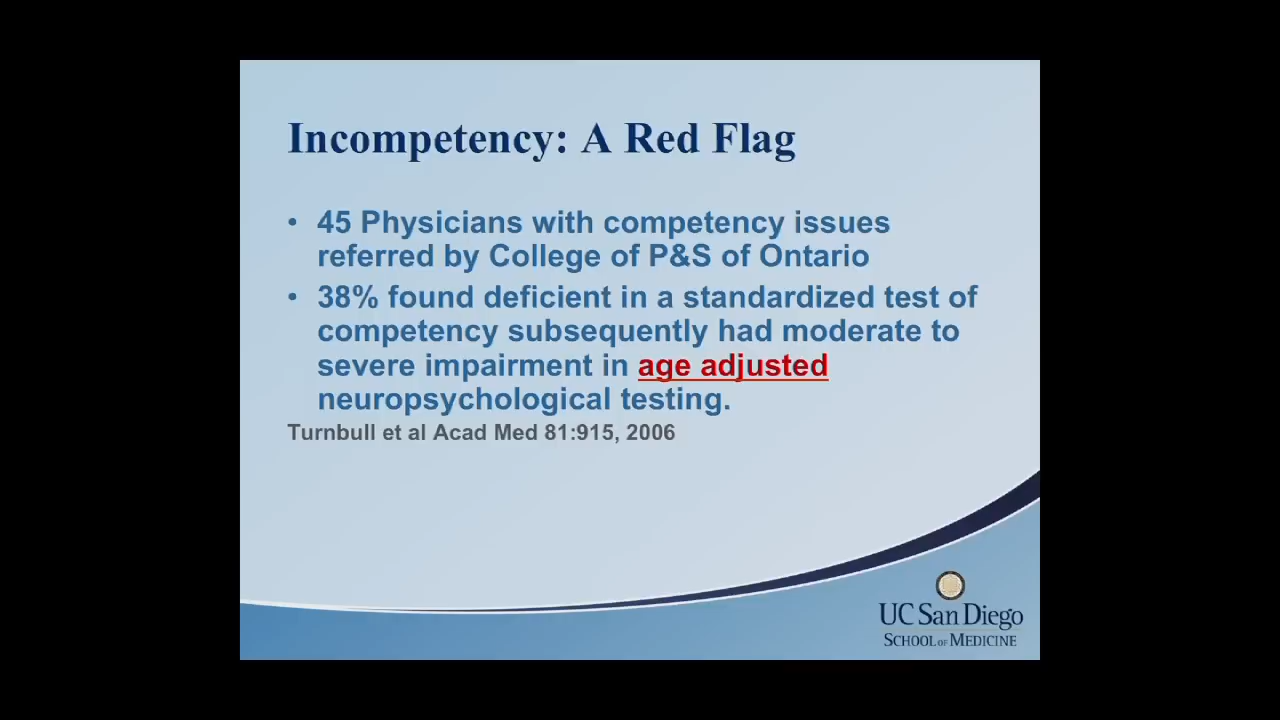 Incompetency: A Red Flag
• 45 Physicians with competency issues
referred by College of P&S of Ontario
• 38% found deficient in a standardized test of
competency subsequently had moderate to
severe impairment in age adjusted
neuropsychological testing.
Turnbull et al Acad Med 81:915, 2006
UC San Diego
SCHOOL OF MEDICINE